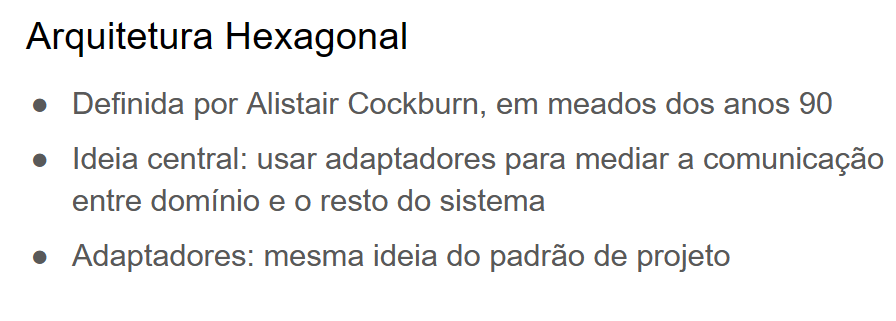 Arquitetura Hexagonal
● Definida por Alistair Cockburn, em meados dos anos 90
● Ideia central: usar adaptadores para mediar a comunicação
entre domínio e o resto do sistema
● Adaptadores: mesma ideia do padrão de projeto